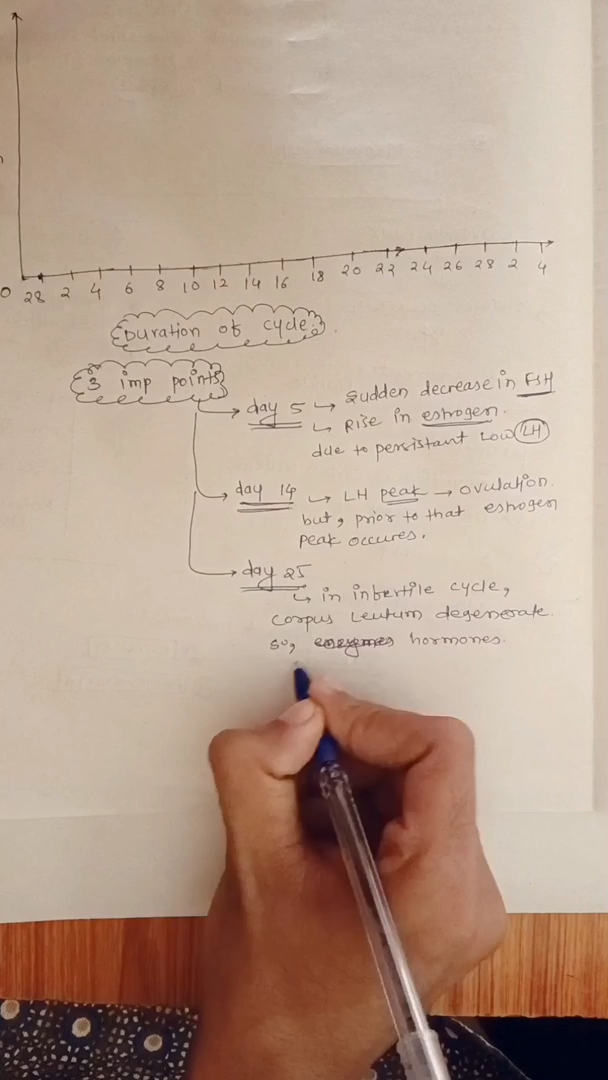 0 28 2 4 6 8 10 12 14 16 18 20 22 24 26 28 2 4
Duration of cycle.
3 imp points
day 5 → Sudden decrease in FSH
↳ Rise in estrogen.
due to persistant Low LH
day 14 → LH peak → ovulation.
but, prior to that estrogen
peak occures.
day 25
↳ in infertile cycle,
corpus Leutum degenerate.
so, enzymes hormones.